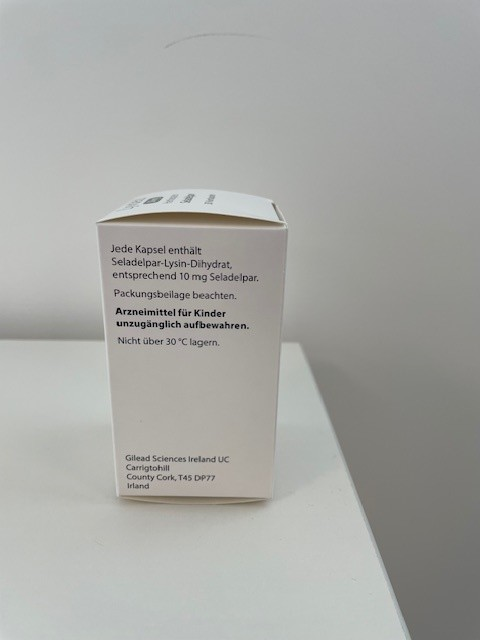 Jede Kapsel enthält
Seladelpar-Lysin-Dihydrat,
entsprechend 10 mg Seladelpar.
Packungsbeilage beachten.
Arzneimittel für Kinder
unzugänglich aufbewahren.
Nicht über 30 °C lagern.
Gilead Sciences Ireland UC
Carrigtohill
County Cork, T45 DP77
Irland